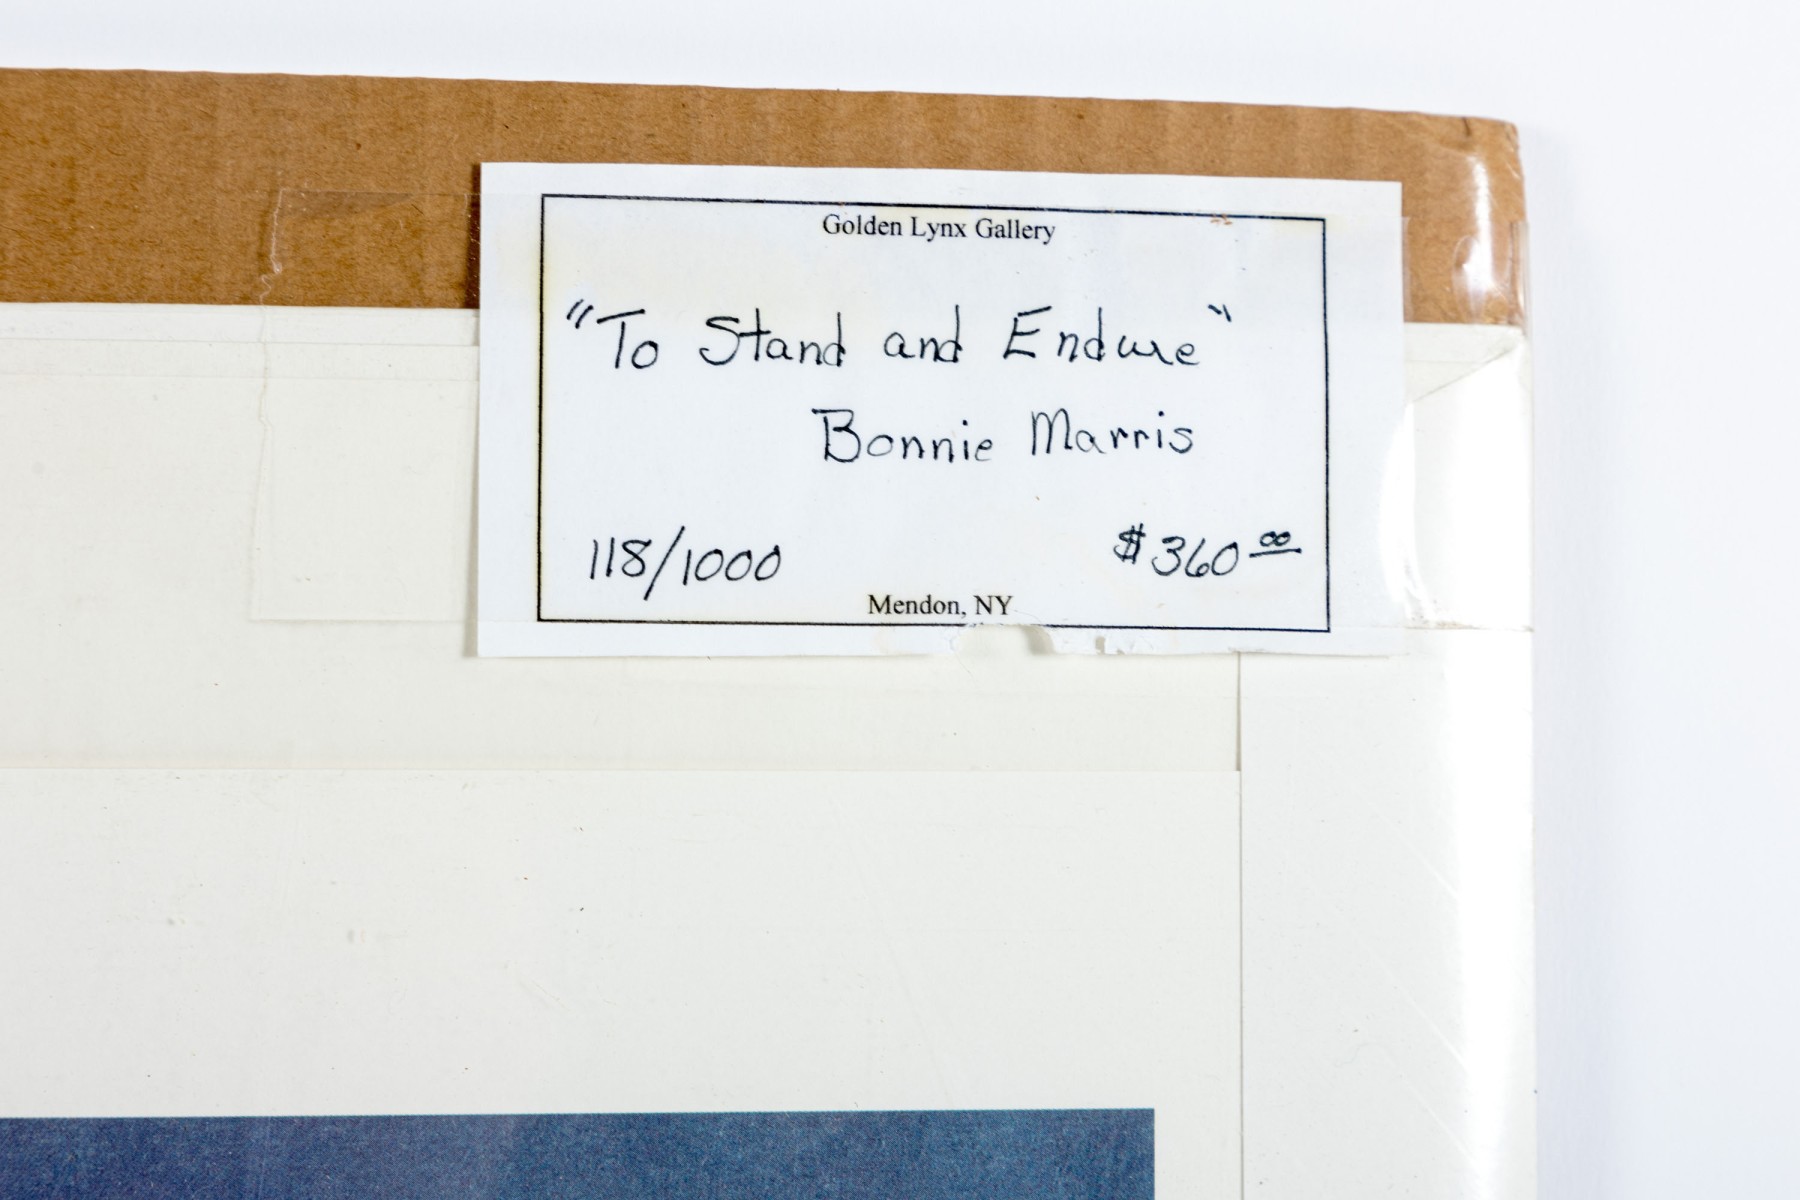 Golden Lynx Gallery
"To Stand and Endure"
Bonnie Marris
118/1000 $360.00
Mendon, NY